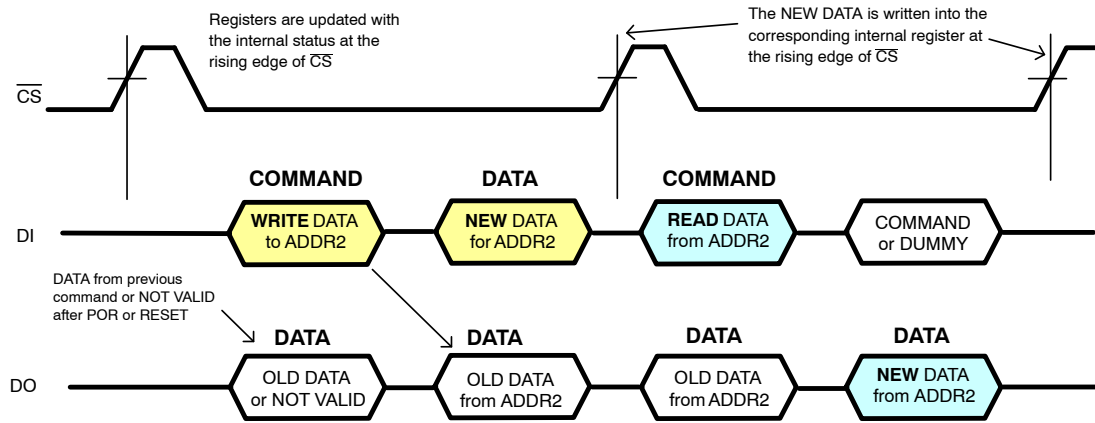 Registers are updated with
the internal status at the
rising edge of CS
The NEW DATA is written into the
corresponding internal register at
the rising edge of CS
CS
COMMAND
DATA
COMMAND
DI
WRITE DATA
to ADDR2
NEW DATA
for ADDR2
READ DATA
from ADDR2
COMMAND
or DUMMY
DATA from previous
command or NOT VALID
after POR or RESET
DATA
DATA
DATA
DATA
DO
OLD DATA
or NOT VALID
OLD DATA
from ADDR2
OLD DATA
from ADDR2
NEW DATA
from ADDR2